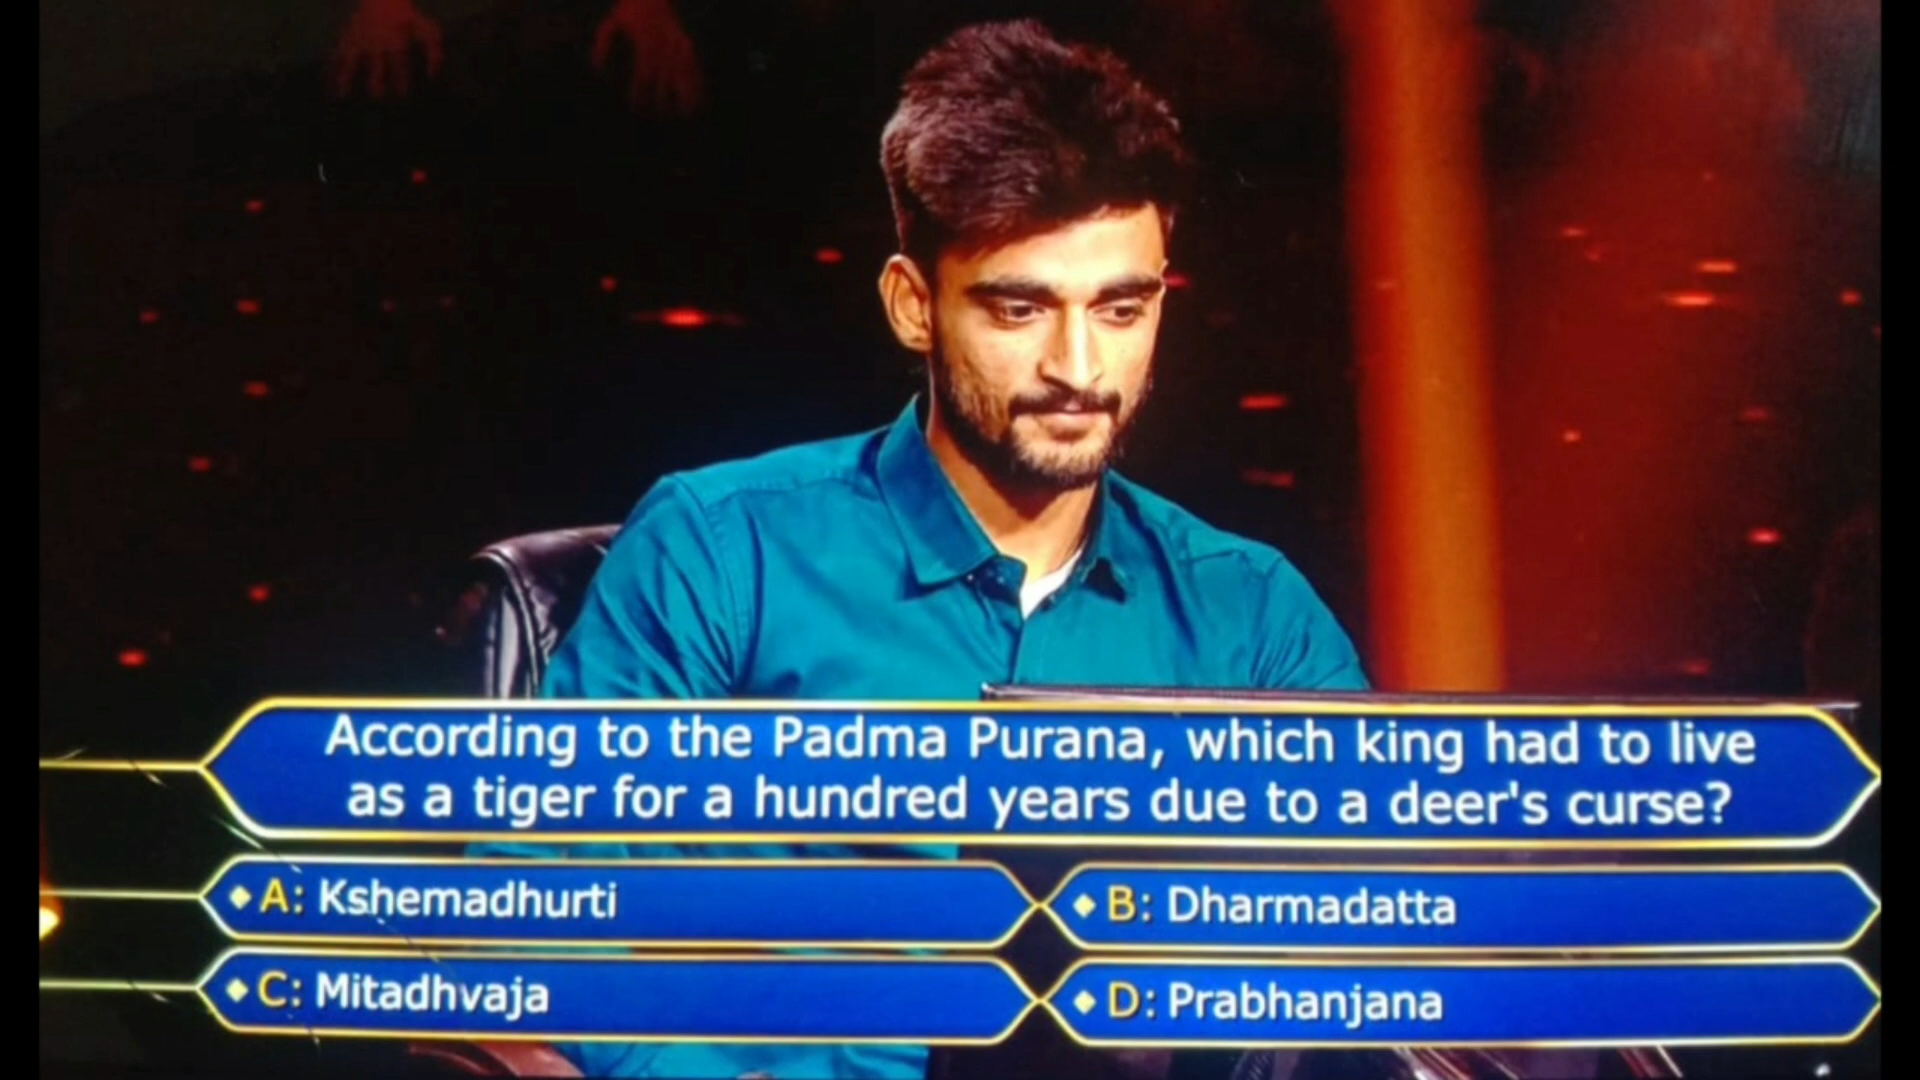 According to the Padma Purana, which king had to live
as a tiger for a hundred years due to a deer's curse?
A: Kshemadhurti
B: Dharmadatta
C: Mitadhvaja
D: Prabhanjana